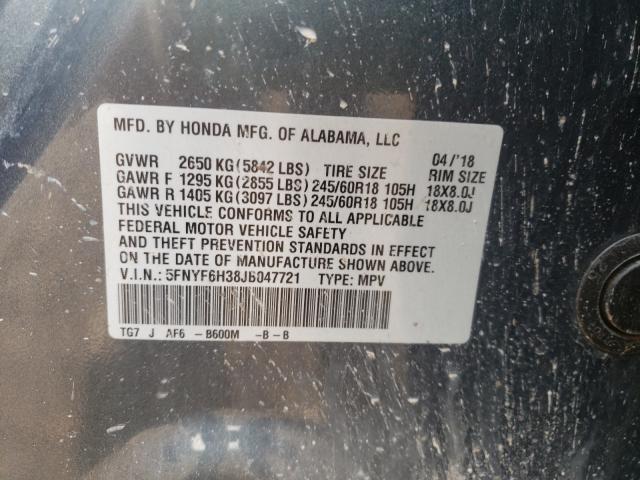 MFD. BY HONDA MFG. OF ALABAMA, LLC
GVWR 2650 KG (5842 LBS) TIRE SIZE 04/'18 RIM SIZE
GAWR F 1295 KG (2855 LBS) 245/60R18 105H 18X8.0J
GAWR R 1405 KG (3097 LBS) 245/60R18 105H 18X8.0J
THIS VEHICLE CONFORMS TO ALL APPLICABLE
FEDERAL MOTOR VEHICLE SAFETY
AND THEFT PREVENTION STANDARDS IN EFFECT
ON THE DATE OF MANUFACTURE SHOWN ABOVE.
V.I.N.: 5FNYF6H38JB047721 TYPE: MPV
TG7 J AF6 -B600M -B-B